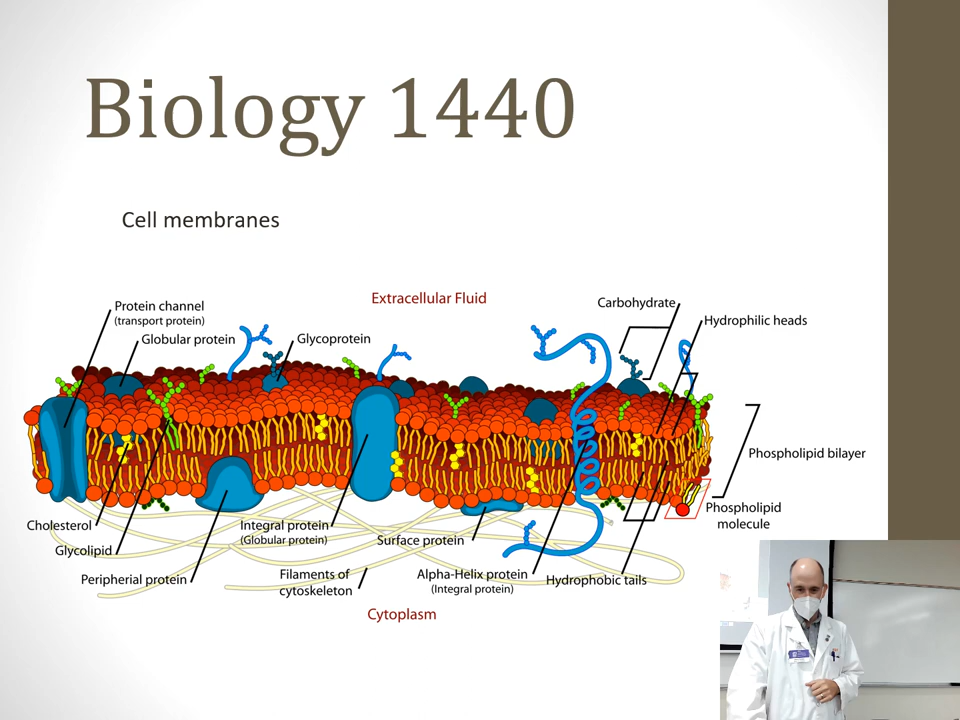 Biology 1440
Cell membranes
Extracellular Fluid
Protein channel
(transport protein)
Globular protein
Glycoprotein
Carbohydrate
Hydrophilic heads
Phospholipid bilayer
Phospholipid
molecule
Cholesterol
Glycolipid
Peripherial protein
Integral protein
(Globular protein)
Filaments of
cytoskeleton
Surface protein
Alpha-Helix protein
(Integral protein)
Hydrophobic tails
Cytoplasm